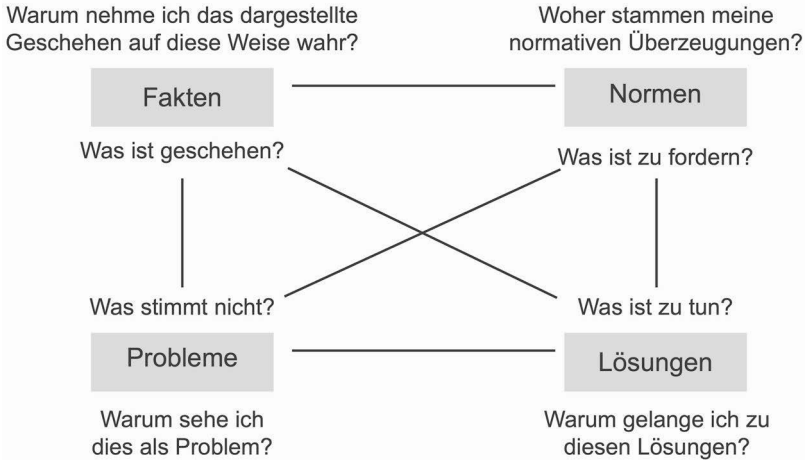 Warum nehme ich das dargestellte
Geschehen auf diese Weise wahr?
Woher stammen meine
normativen Überzeugungen?
Fakten
Normen
Was ist geschehen?
Was ist zu fordern?
Was stimmt nicht?
Was ist zu tun?
Probleme
Lösungen
Warum sehe ich
dies als Problem?
Warum gelange ich zu
diesen Lösungen?